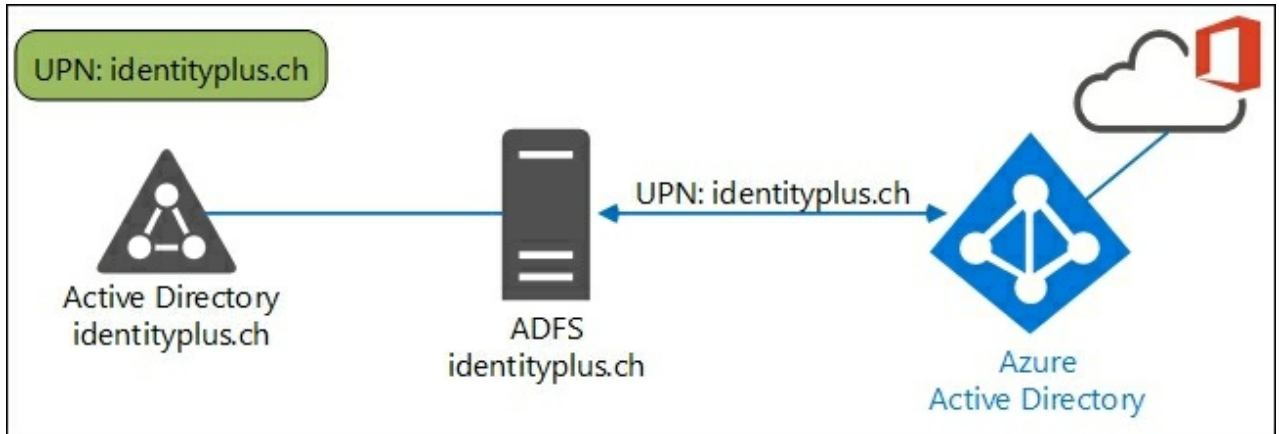 UPN: identityplus.ch
UPN: identityplus.ch
Active Directory
identityplus.ch
ADFS
identityplus.ch
Azure
Active Directory